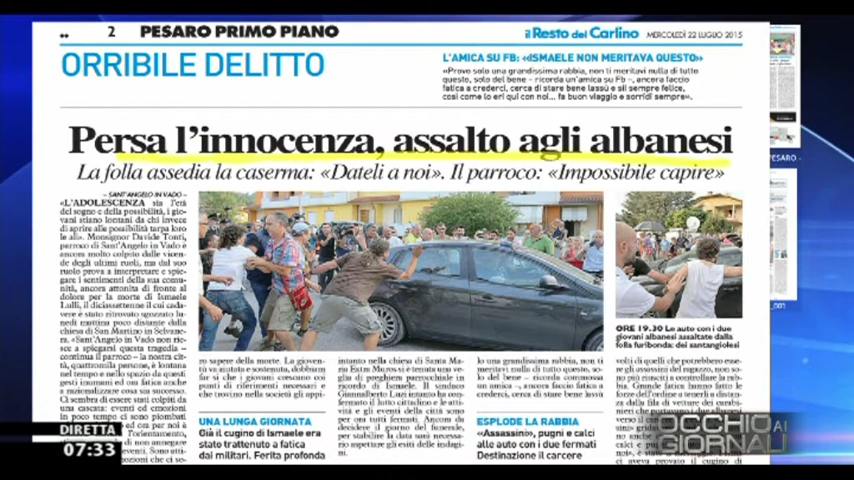 2 PESARO PRIMO PIANO
il Resto del Carlino MERCOLEDÌ 22 LUGLIO 2015
ORRIBILE DELITTO
L'AMICA SU FB: «ISMAELE NON MERITAVA QUESTO»
«Provo solo una grandissima rabbia, non ti meritavi nulla di tutto
questo, solo del bene – ricorda un'amica su Fb –, ancora faccio
fatica a crederci, cerca di stare bene lassù e sii sempre felice,
così come lo eri qui con noi... fa buon viaggio e sorridi sempre».
Persa l'innocenza, assalto agli albanesi
La folla assedia la caserma: «Dateli a noi». Il parroco: «Impossibile capire»
– SANT'ANGELO IN VADO –
«L'ADOLESCENZA sia l'età
del sogno e della possibilità, i gio-
vani stiano lontani da chi invece
di aprire alle possibilità tarpa loro
le ali». Monsignor Davide Tonti,
parroco di Sant'Angelo in Vado è
ancora molto colpito dalle vicen-
de degli ultimi ruoli, ma dal suo
ruolo prova a interpretare e spie-
gare i sentimenti della sua comu-
nità, ancora attonita di fronte al
dolore per la morte di Ismaele
Lulli, il diciassettenne il cui cada-
vere è stato ritrovato sgozzato lu-
nedì mattina poco distante dalla
chiesa di San Martino in Selvane-
ra. «Sant'Angelo in Vado non rie-
sce a spiegarsi questa tragedia –
continua il parroco – la nostra cit-
tà, quattromila persone, è lontana
nel tempo e nello spazio da questi
gesti inumani ed ora fatica anche
a razionalizzare cosa sia successo.
Ci sembra di essere stati colpiti da
una cascata: eventi ed emozioni
in poco tempo ci sono piombati
ed ora per noi è
l'orientamento,
eventi. Sono atti-
ro sapere della morte. La gioven-
tù va aiutata e sostenuta, dobbiam
far sì che i giovani crescano coi
punti di riferimento necessari e
che trovino nella società gli appi-
UNA LUNGA GIORNATA
Già il cugino di Ismaele era
stato trattenuto a fatica
dai militari. Ferita profonda
intanto nella chiesa di Santa Ma-
ria Extra Muros si è tenuta una ve-
glia di preghiera parrocchiale in
ricordo di Ismaele. Il sindaco
Giannalberto Luzi intanto ha con-
fermato il lutto cittadino e le atti-
vità e gli eventi della città sono
per ora tutti fermati. Ancora da
decidere il giorno del funerale,
per stabilire la data sarà necessa-
rio aspettare gli esiti delle indagi-
ni.
lo una grandissima rabbia, non ti
meritavi nulla di tutto questo, so-
lo del bene – ricorda commossa
un'amica –, ancora faccio fatica a
crederci, cerca di stare bene lassù
ESPLODE LA RABBIA
«Assassini», pugni e calci
alle auto con i due fermati
Destinazione il carcere
ORE 19.30 Le auto con i due
giovani albanesi assaltate dalla
folla furibonda: dei santangiolesi
volti di quelli che potrebbero esse-
re gli assassini del ragazzo, non so-
no più riusciti a controllare la rab-
bia. Grande fatica hanno fatto le
forze dell'ordine a tenerli a distan-
za dalla fila di vetture dei carabi-
PESARO -
_001
DIRETTA
07:33
OCCHIO AI
GIORNALI